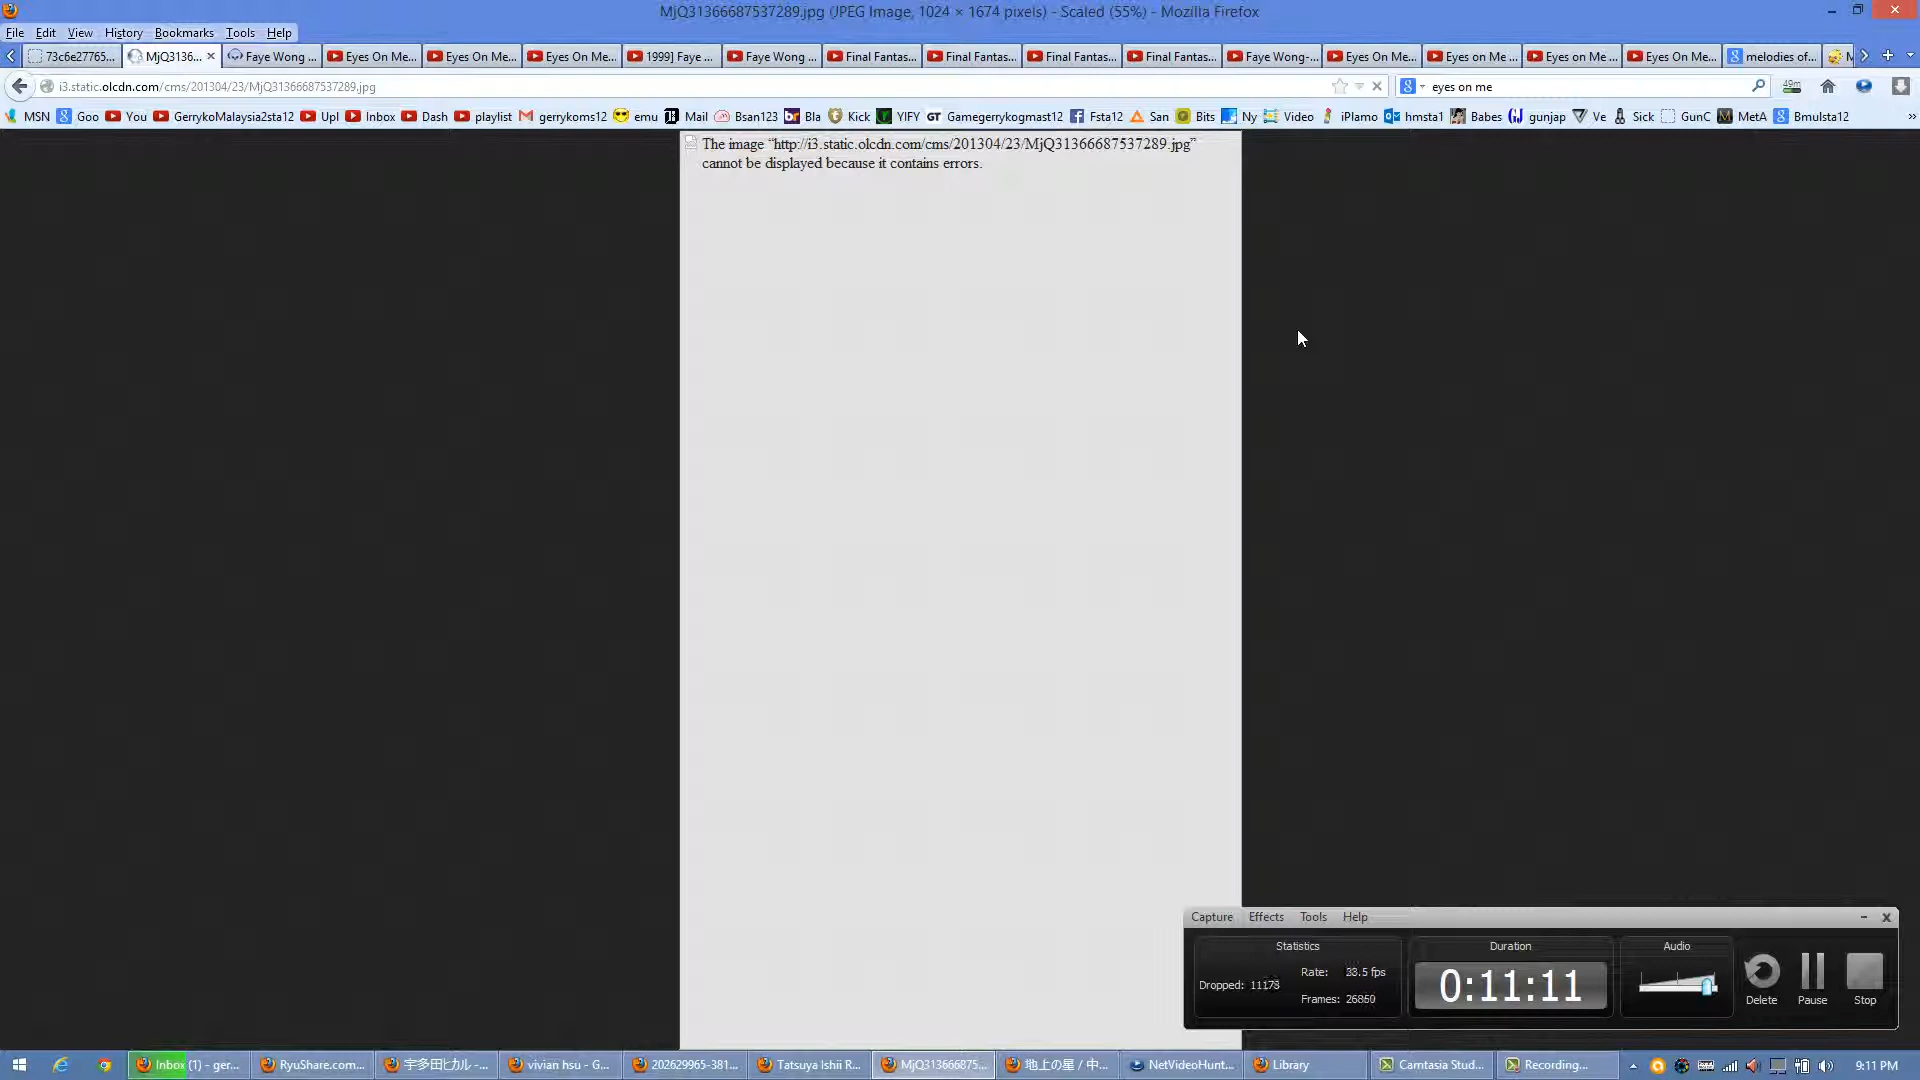 MjQ31366687537289.jpg (JPEG Image, 1024 × 1674 pixels) - Scaled (55%) - Mozilla Firefox
File Edit View History Bookmarks Tools Help
73c6e27765... MjQ3136... Faye Wong ... Eyes On Me... Eyes On Me... Eyes On Me... 1999] Faye ... Faye Wong ... Final Fantas... Final Fantas... Final Fantas... Final Fantas... Faye Wong-... Eyes On Me... Eyes on Me ... Eyes on Me ... Eyes On Me... melodies of...
i3.static.olcdn.com/cms/201304/23/MjQ31366687537289.jpg eyes on me 49m
MSN Goo You GerrykoMalaysia2sta12 Upl Inbox Dash playlist gerrykoms12 emu Mail Bsan123 Bla Kick YIFY GT Gamegerrykogmast12 Fsta12 San Bits Ny Video iPlamo hmsta1 Babes gunjap Ve Sick GunC MetA Bmulsta12 »
The image “http://i3.static.olcdn.com/cms/201304/23/MjQ31366687537289.jpg”
cannot be displayed because it contains errors.
Capture Effects Tools Help
Statistics Duration Audio
Rate: 33.5 fps
Dropped: 11173
Frames: 26860
0:11:11
Delete Pause Stop
Inbox (1) - ger... RyuShare.com... 宇多田ヒカル -... vivian hsu - G... 202629965-381... Tatsuya Ishii R... MjQ313666875... 地上の星 / 中... NetVideoHunt... Library Camtasia Stud... Recording... 9:11 PM